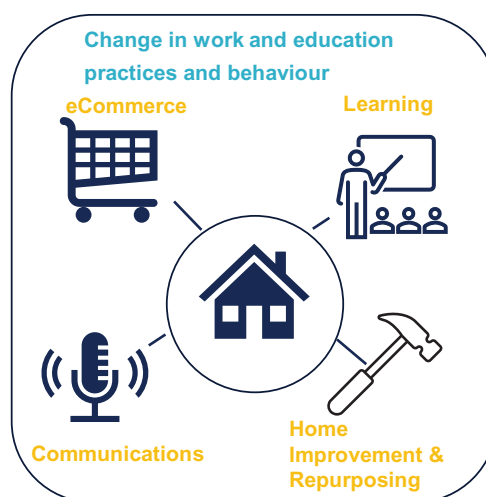 Change in work and education
practices and behaviour
eCommerce
Learning
Communications
Home
Improvement &
Repurposing